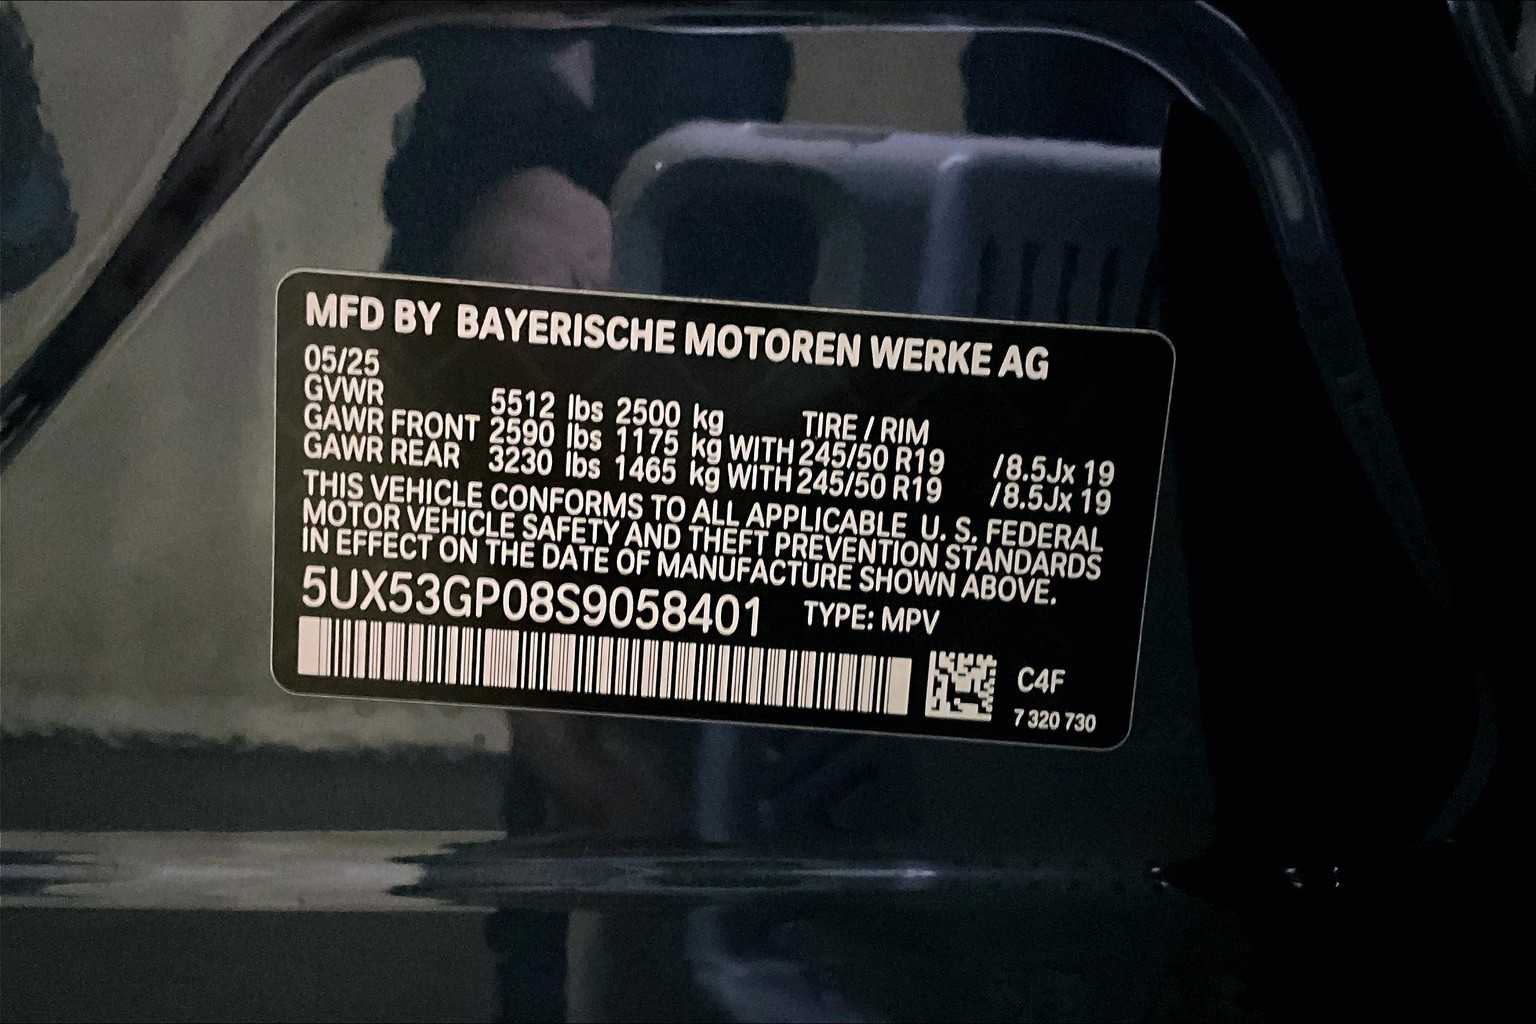 MFD BY BAYERISCHE MOTOREN WERKE AG
05/25
GVWR 5512 lbs 2500 kg TIRE / RIM
GAWR FRONT 2590 lbs 1175 kg WITH 245/50 R19 /8.5Jx 19
GAWR REAR 3230 lbs 1465 kg WITH 245/50 R19 /8.5Jx 19
THIS VEHICLE CONFORMS TO ALL APPLICABLE U. S. FEDERAL
MOTOR VEHICLE SAFETY AND THEFT PREVENTION STANDARDS
IN EFFECT ON THE DATE OF MANUFACTURE SHOWN ABOVE.
5UX53GP08S9058401 TYPE: MPV
C4F
7 320 730